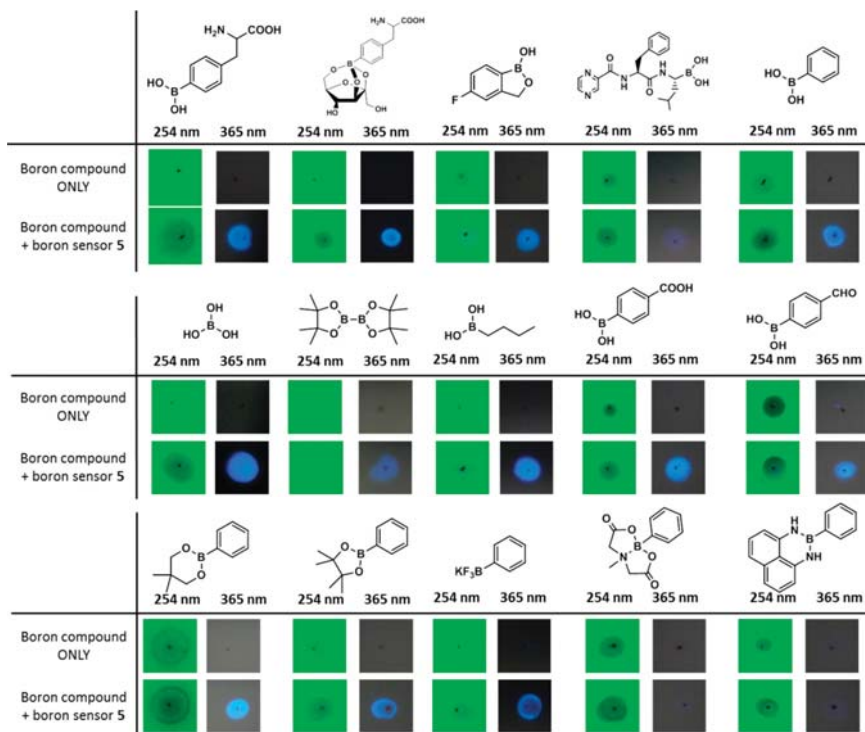 H₂N COOH
B
HO OH
H₂N COOH
B
O O O O
HO OH
OH
B
O
F
N
N
O
H
N
O
N
H
OH
B
OH
HO B
OH
254 nm 365 nm 254 nm 365 nm 254 nm 365 nm 254 nm 365 nm 254 nm 365 nm
Boron compound
ONLY
Boron compound
+ boron sensor 5
OH
B
HO OH
O O
B B
O O
OH
B
HO
COOH
HO B
OH
CHO
HO B
OH
254 nm 365 nm 254 nm 365 nm 254 nm 365 nm 254 nm 365 nm 254 nm 365 nm
Boron compound
ONLY
Boron compound
+ boron sensor 5
O B
O
O B
O
KF₃B
O O B
N O
O
H
N B
NH
254 nm 365 nm 254 nm 365 nm 254 nm 365 nm 254 nm 365 nm 254 nm 365 nm
Boron compound
ONLY
Boron compound
+ boron sensor 5